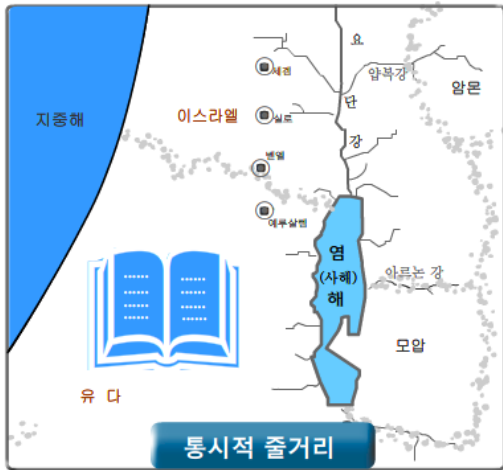 요
단
강
세겜
얍복강
암몬
지중해
이스라엘
실로
벧엘
예루살렘
염
(사해)
해
아르논 강
모압
유 다
통시적 줄거리